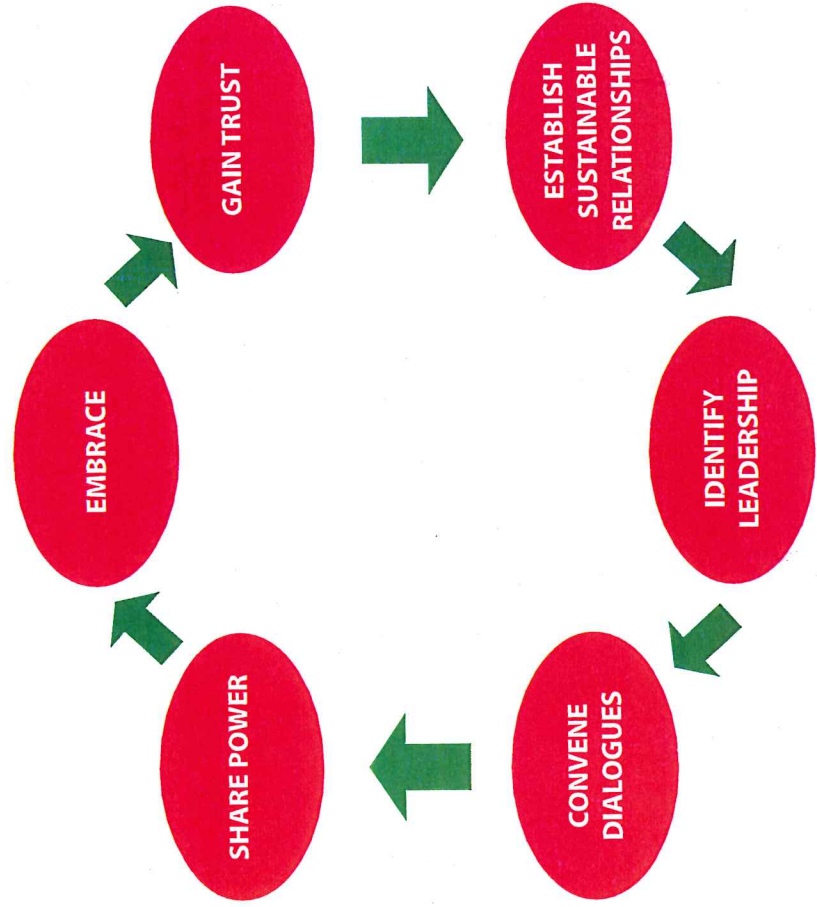 EMBRACE
GAIN TRUST
ESTABLISH
SUSTAINABLE
RELATIONSHIPS
IDENTIFY
LEADERSHIP
CONVENE
DIALOGUES
SHARE POWER